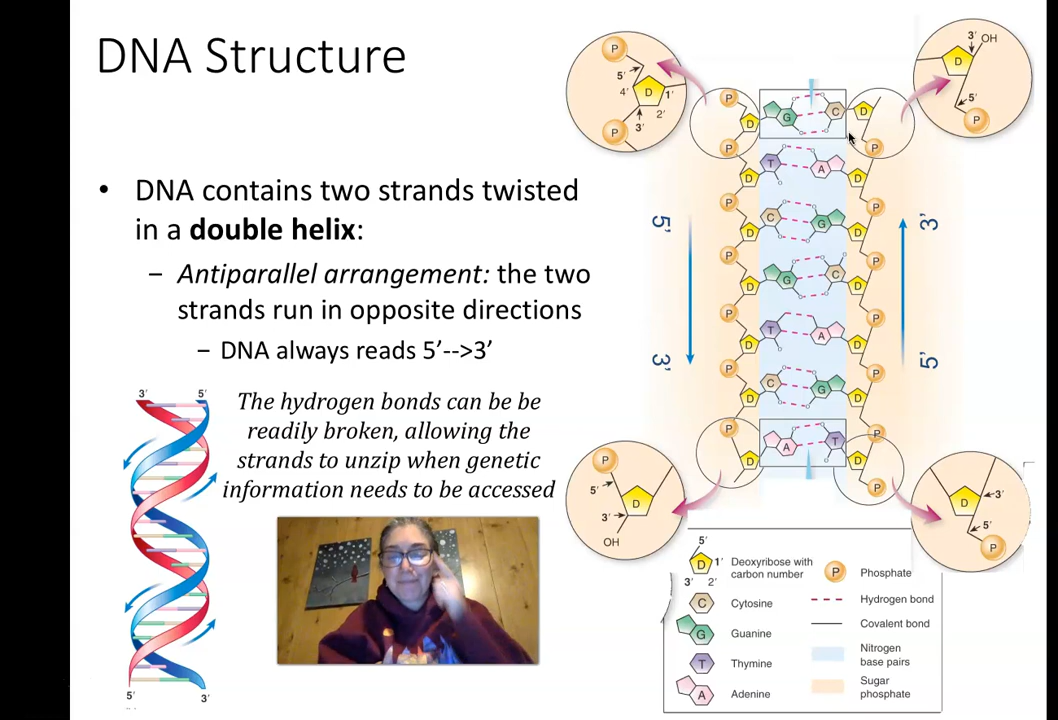 DNA Structure
• DNA contains two strands twisted
in a double helix:
– Antiparallel arrangement: the two
strands run in opposite directions
– DNA always reads 5′-->3′
The hydrogen bonds can be be
readily broken, allowing the
strands to unzip when genetic
information needs to be accessed
3′ 5′
5′ 3′
P
5′
4′ D 1′
3′ 2′
P
3′ OH
D
5′
P
P
D G C D
P P
D T A D
P P
D C G D
P P
D G C D
P P
D T A D
P P
D C G D
P P
D A T D
P
5'
3'
3'
5'
P
5′
D
3′
OH
D 3′
5′
P
5′
D 1′
3′ 2′
Deoxyribose with
carbon number
C Cytosine
G Guanine
T Thymine
A Adenine
P Phosphate
Hydrogen bond
Covalent bond
Nitrogen
base pairs
Sugar
phosphate